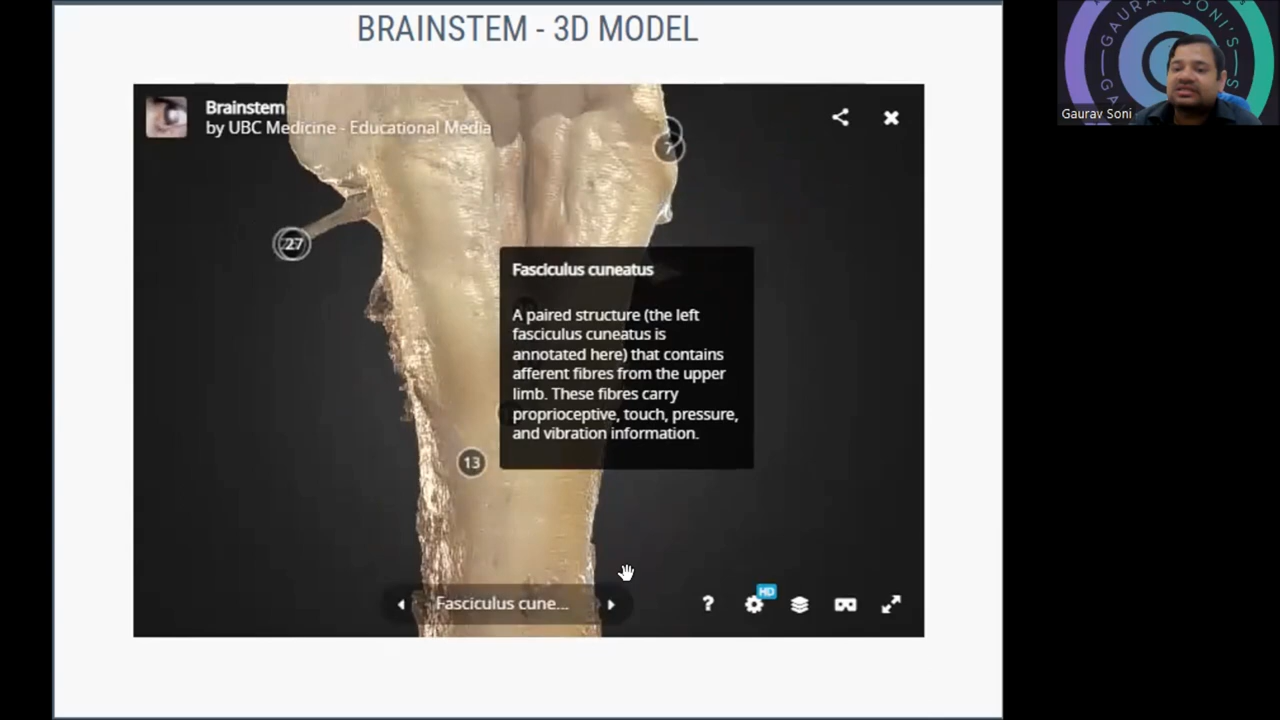 BRAINSTEM - 3D MODEL
Brainstem
by UBC Medicine - Educational Media
7
27
Fasciculus cuneatus
A paired structure (the left
fasciculus cuneatus is
annotated here) that contains
afferent fibres from the upper
limb. These fibres carry
proprioceptive, touch, pressure,
and vibration information.
13
Fasciculus cune...
?
HD
GAURAV SONI'S
Gaurav Soni